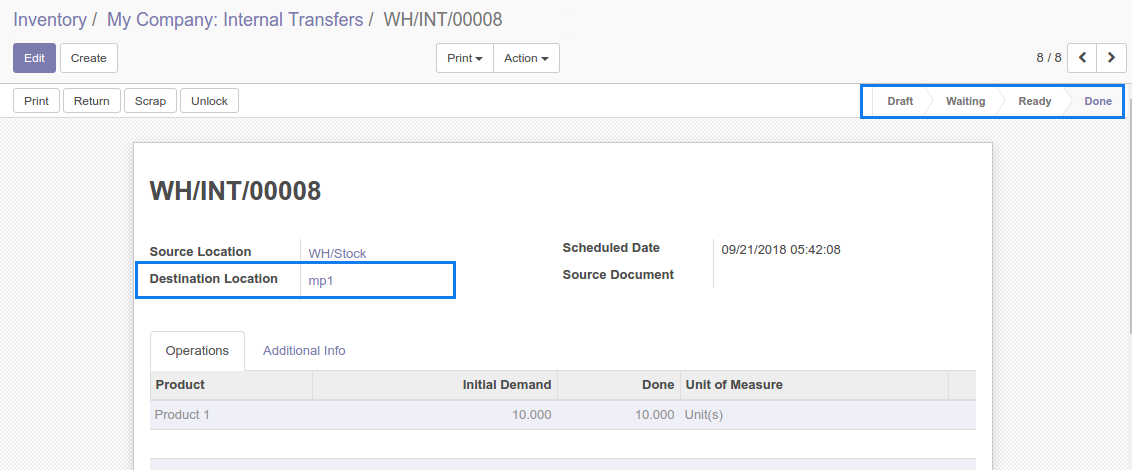 Inventory / My Company: Internal Transfers / WH/INT/00008
Edit Create Print Action 8 / 8
Print Return Scrap Unlock Draft Waiting Ready Done
WH/INT/00008
Source Location WH/Stock Scheduled Date 09/21/2018 05:42:08
Destination Location mp1 Source Document
Operations Additional Info
Product Initial Demand Done Unit of Measure
Product 1 10.000 10.000 Unit(s)